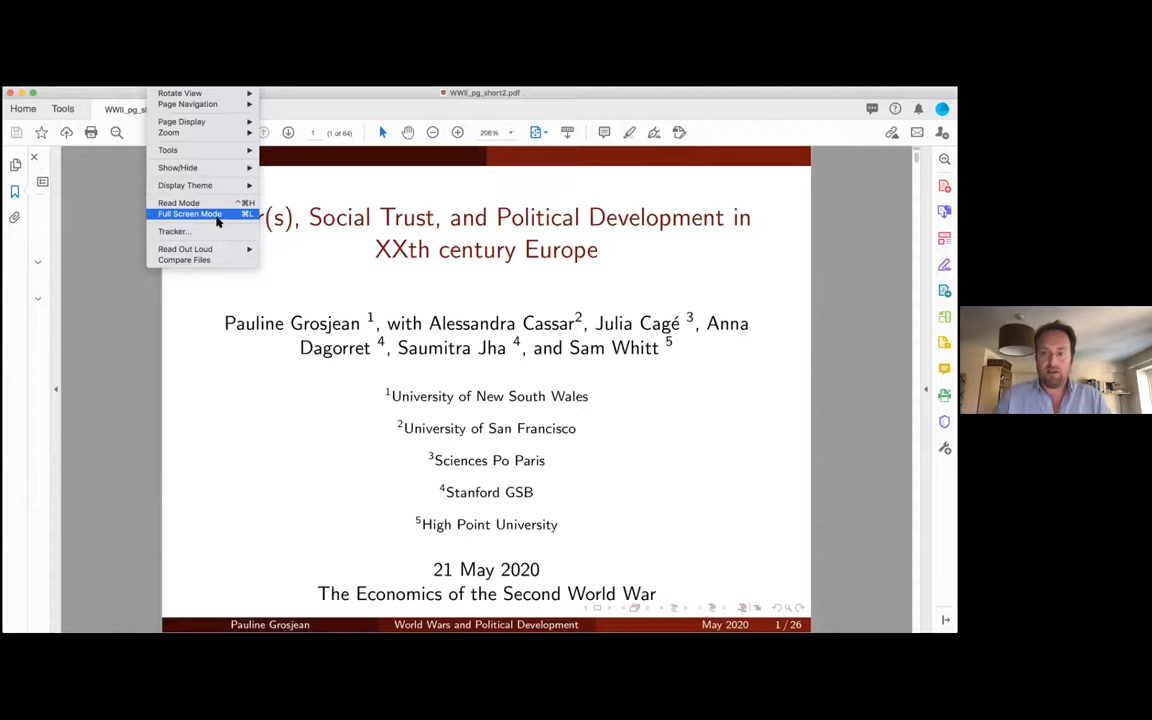 WWII_pg_short2.pdf
Home
Tools
WWII_pg_sh
1
(1 of 64)
206%
Rotate View
Page Navigation
Page Display
Zoom
Tools
Show/Hide
Display Theme
Read Mode ^⌘H
Full Screen Mode ⌘L
Tracker...
Read Out Loud
Compare Files
(s), Social Trust, and Political Development in
XXth century Europe
Pauline Grosjean 1, with Alessandra Cassar2, Julia Cagé 3, Anna
Dagorret 4, Saumitra Jha 4, and Sam Whitt 5
1University of New South Wales
2University of San Francisco
3Sciences Po Paris
4Stanford GSB
5High Point University
21 May 2020
The Economics of the Second World War
Pauline Grosjean World Wars and Political Development May 2020 1 / 26